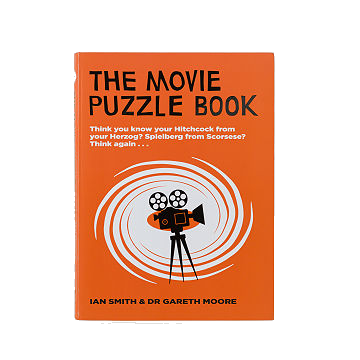 THE MOVIE
PUZZLE BOOK
Think you know your Hitchcock from
your Herzog? Spielberg from Scorsese?
Think again . . .
IAN SMITH & DR GARETH MOORE